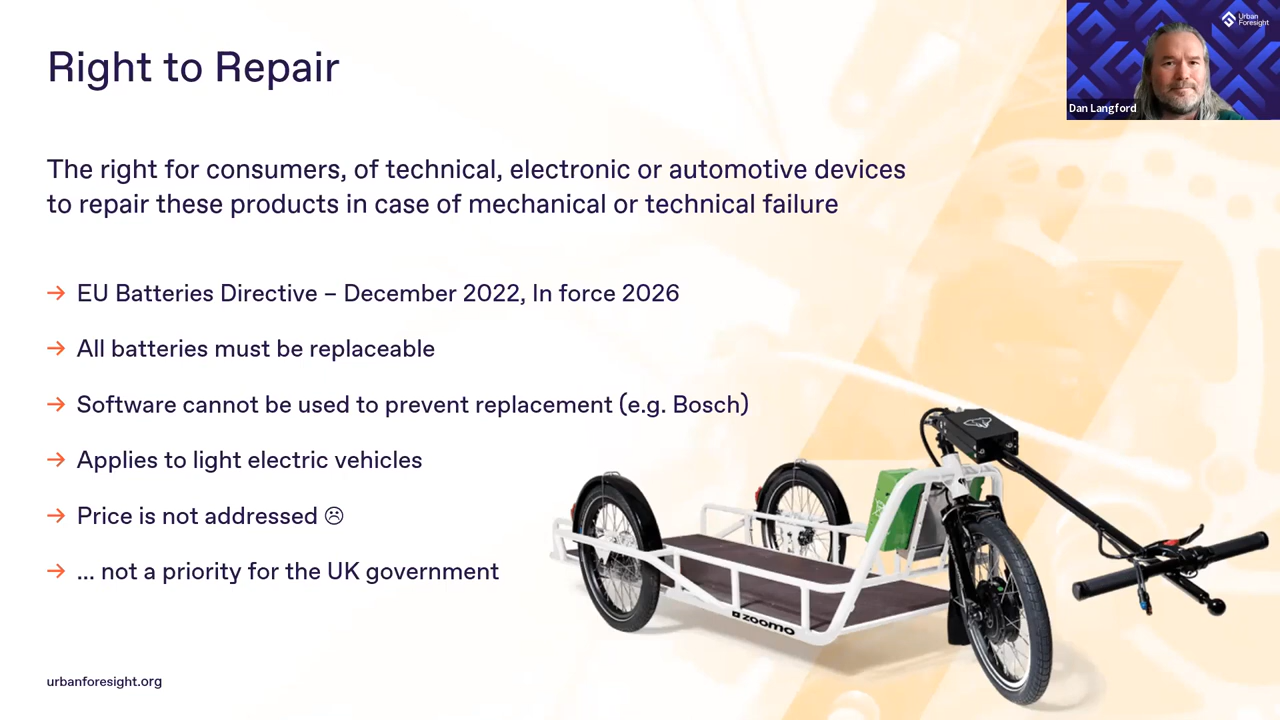 Right to Repair
Urban
Foresight
Dan Langford
The right for consumers, of technical, electronic or automotive devices
to repair these products in case of mechanical or technical failure
→ EU Batteries Directive – December 2022, In force 2026
→ All batteries must be replaceable
→ Software cannot be used to prevent replacement (e.g. Bosch)
→ Applies to light electric vehicles
→ Price is not addressed ☹
→ ... not a priority for the UK government
zoomo
urbanforesight.org